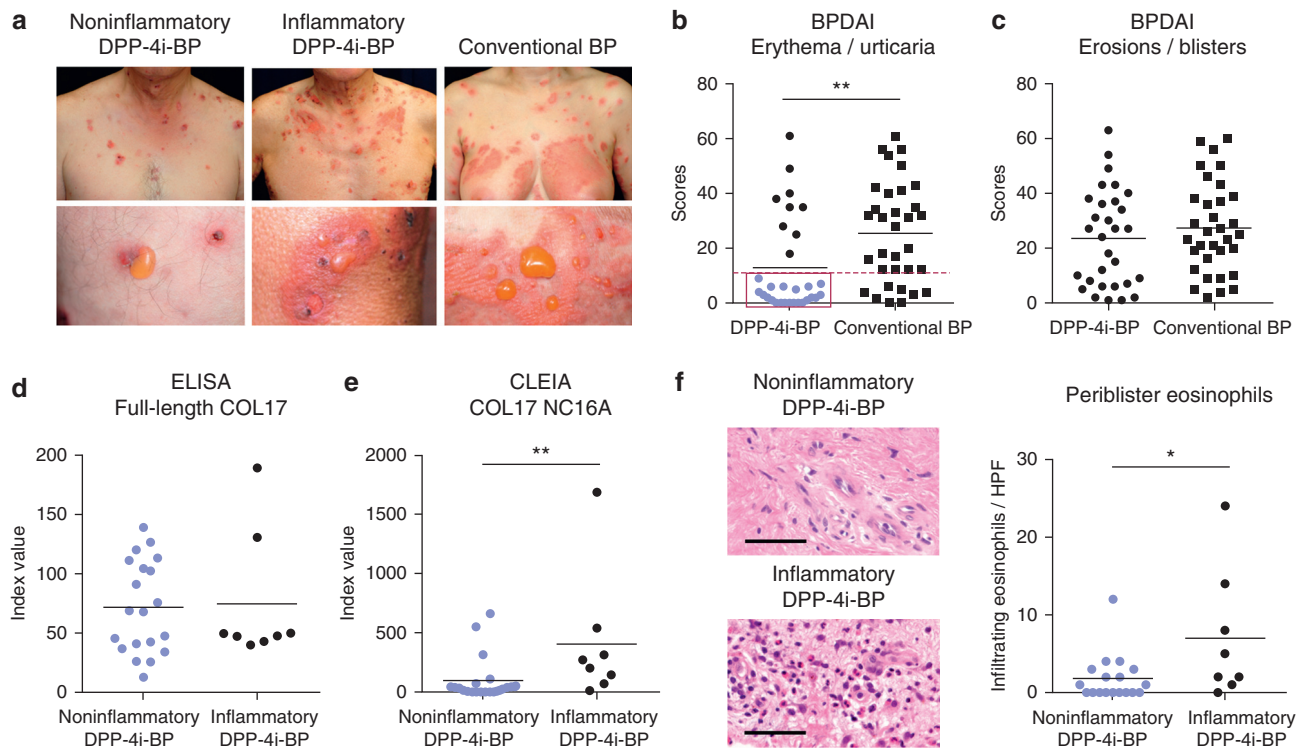 a
Noninflammatory
DPP-4i-BP
Inflammatory
DPP-4i-BP
Conventional BP
b
BPDAI
Erythema / urticaria
Scores
80
60
40
20
0
**
DPP-4i-BP
Conventional BP
c
BPDAI
Erosions / blisters
Scores
80
60
40
20
0
DPP-4i-BP
Conventional BP
d
ELISA
Full-length COL17
Index value
200
150
100
50
0
Noninflammatory
DPP-4i-BP
Inflammatory
DPP-4i-BP
e
CLEIA
COL17 NC16A
Index value
2000
1500
1000
500
0
**
Noninflammatory
DPP-4i-BP
Inflammatory
DPP-4i-BP
f
Noninflammatory
DPP-4i-BP
Inflammatory
DPP-4i-BP
Periblister eosinophils
Infiltrating eosinophils / HPF
30
20
10
0
*
Noninflammatory
DPP-4i-BP
Inflammatory
DPP-4i-BP